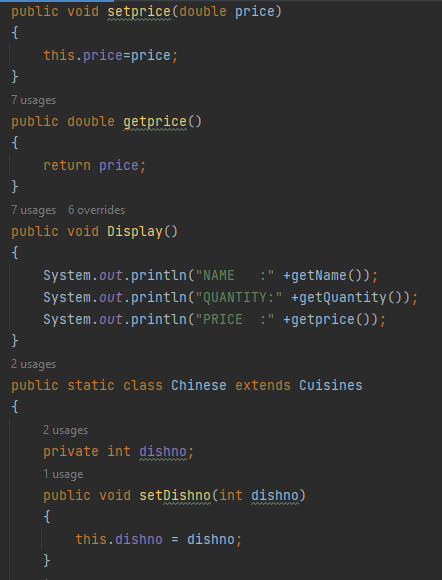 public void setprice(double price)
{
this.price=price;
}
7 usages
public double getprice()
{
return price;
}
7 usages   6 overrides
public void Display()
{
System.out.println("NAME   :" +getName());
System.out.println("QUANTITY:" +getQuantity());
System.out.println("PRICE  :" +getprice());
}
2 usages
public static class Chinese extends Cuisines
{
2 usages
private int dishno;
1 usage
public void setDishno(int dishno)
{
this.dishno = dishno;
}